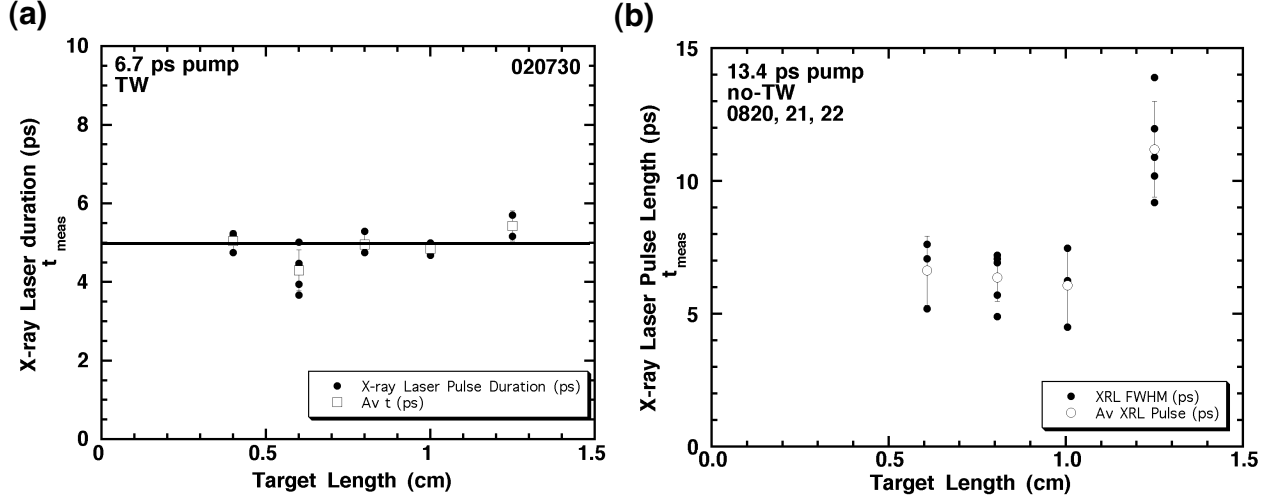 (a)
10
8
6
4
2
0
6.7 ps pump
TW
020730
X-ray Laser duration (ps)
t meas
X-ray Laser Pulse Duration (ps)
Av t (ps)
0 0.5 1 1.5
Target Length (cm)
(b)
15
10
5
0
13.4 ps pump
no-TW
0820, 21, 22
X-ray Laser Pulse Length (ps)
t meas
XRL FWHM (ps)
Av XRL Pulse (ps)
0.0 0.5 1.0 1.5
Target Length (cm)